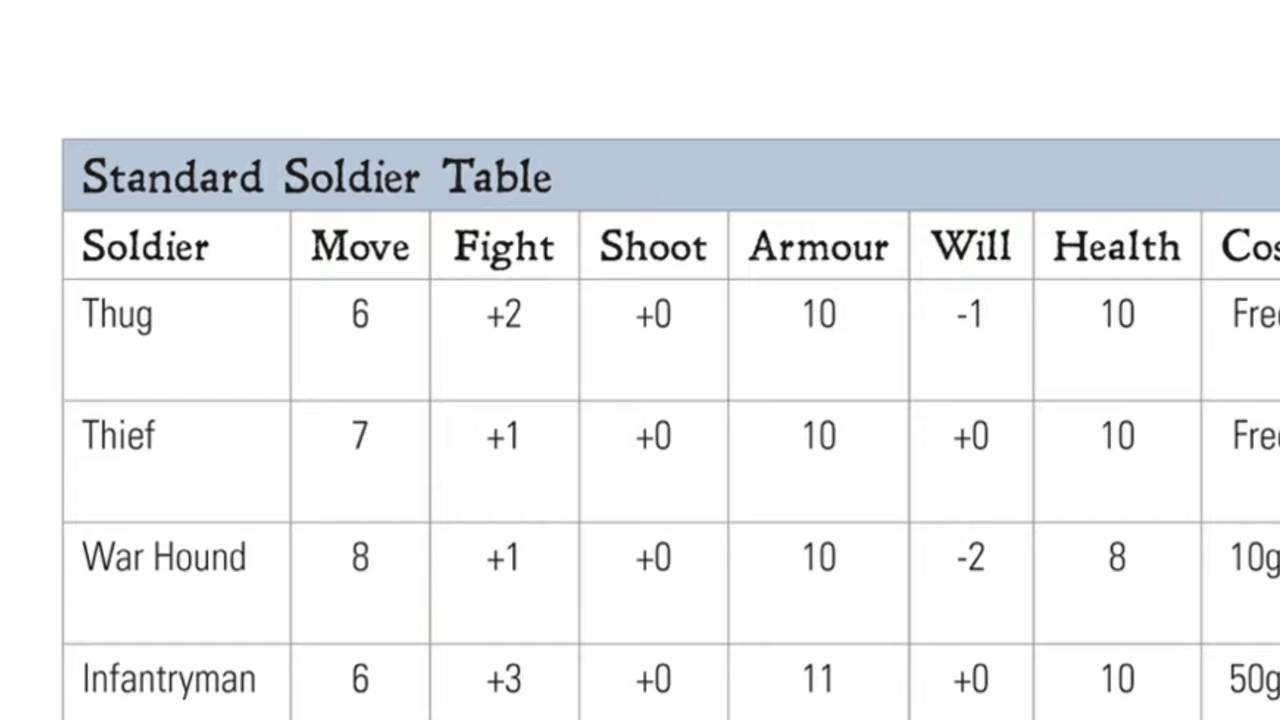 Standard Soldier Table
Soldier Move Fight Shoot Armour Will Health
Thug 6 +2 +0 10 -1 10
Thief 7 +1 +0 10 +0 10
War Hound 8 +1 +0 10 -2 8
Infantryman 6 +3 +0 11 +0 10